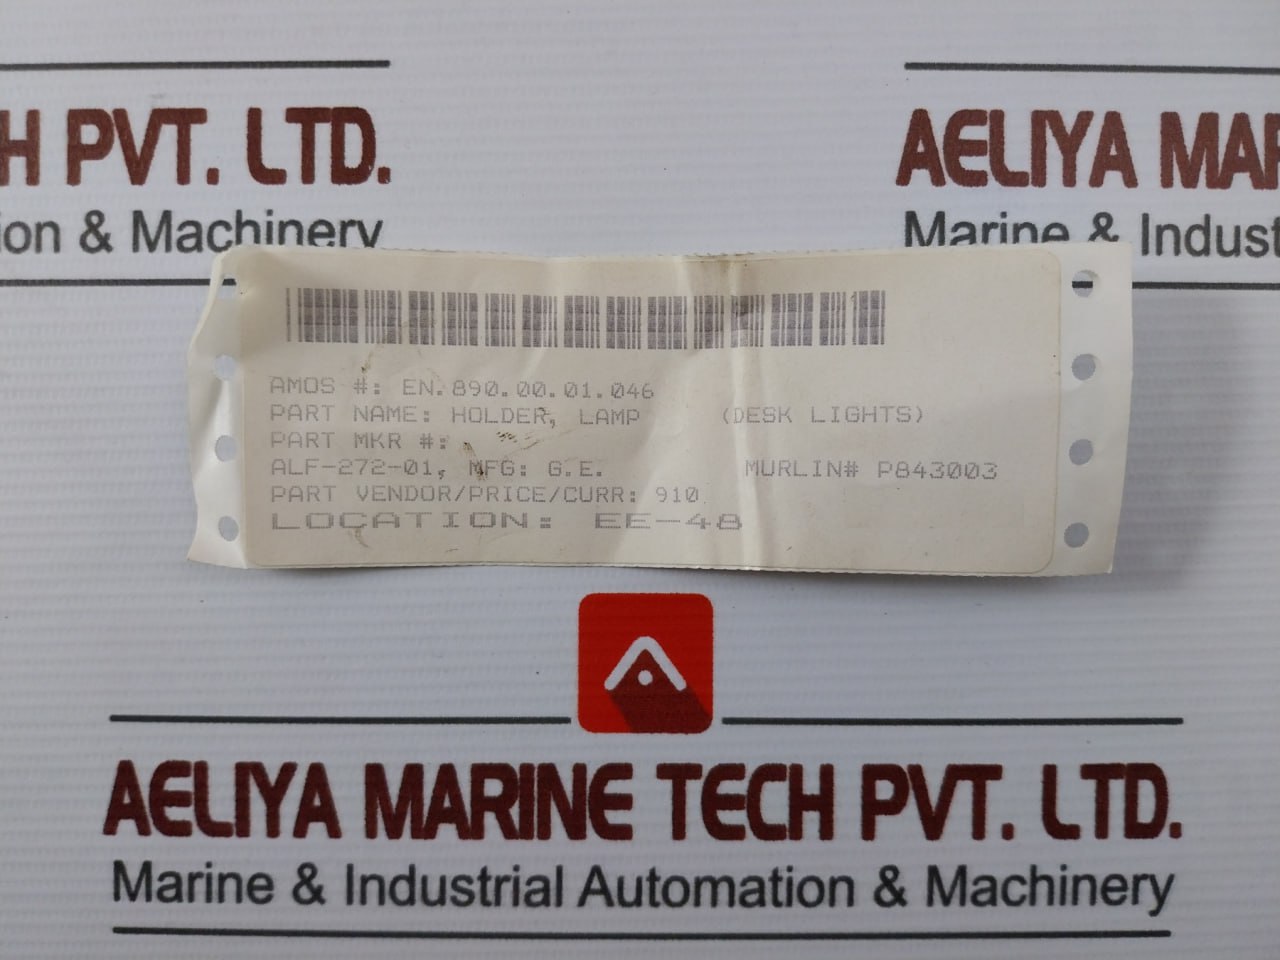 H PVT. LTD.
ion & Machinery
AELIYA MAR
Marine & Indust
AMOS #: EN.890.00.01.046
PART NAME: HOLDER, LAMP (DESK LIGHTS)
PART MKR #:
ALF-272-01, MFG: G.E. MURLIN# P843003
PART VENDOR/PRICE/CURR: 910
LOCATION: EE-48
AELIYA MARINE TECH PVT. LTD.
Marine & Industrial Automation & Machinery